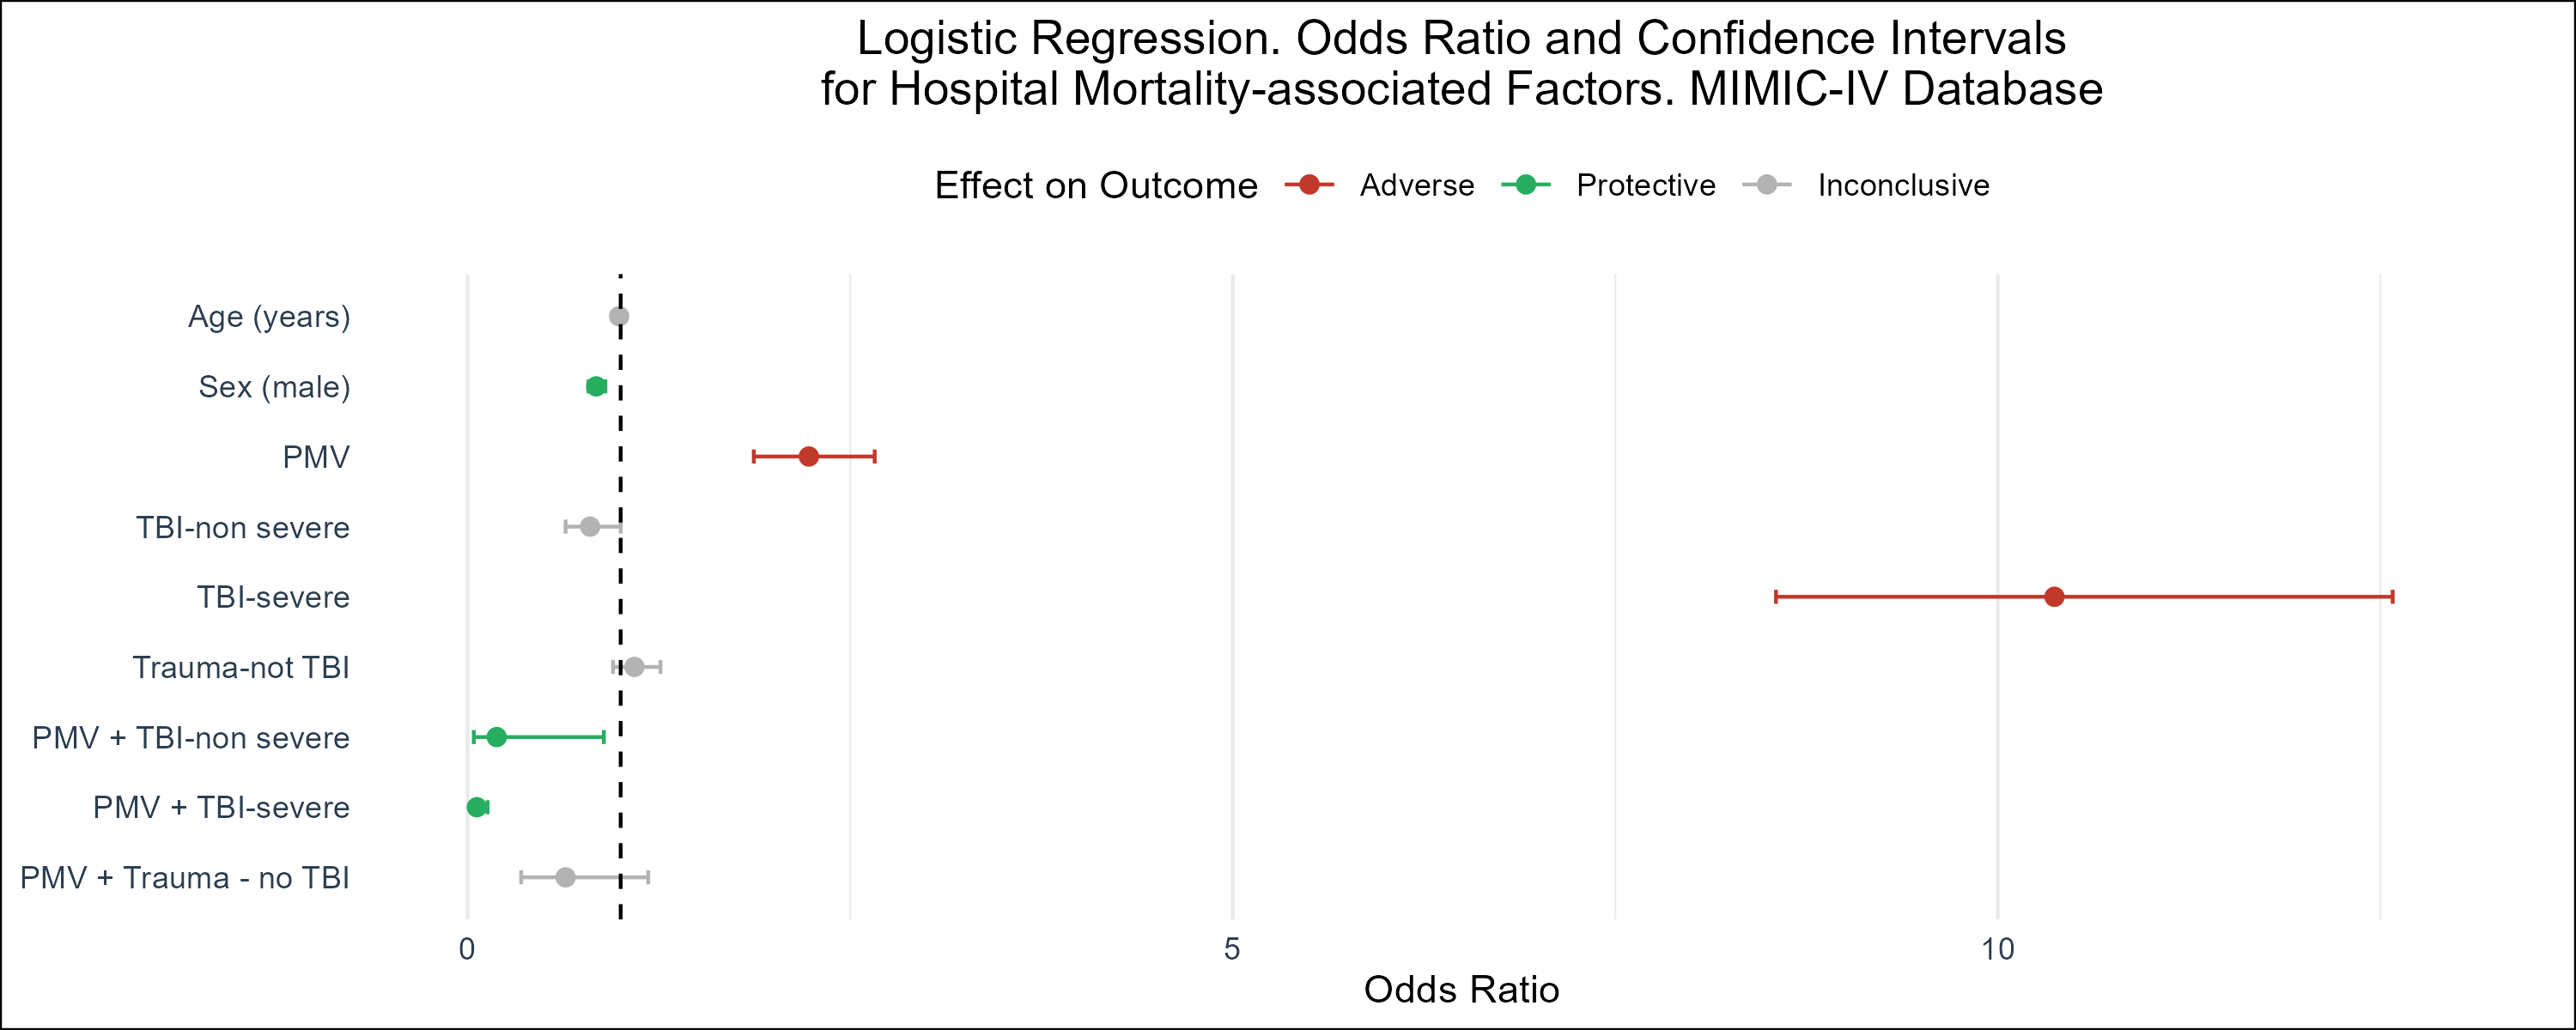 Logistic Regression. Odds Ratio and Confidence Intervals
for Hospital Mortality-associated Factors. MIMIC-IV Database
Effect on Outcome Adverse Protective Inconclusive
Age (years)
Sex (male)
PMV
TBI-non severe
TBI-severe
Trauma-not TBI
PMV + TBI-non severe
PMV + TBI-severe
PMV + Trauma - no TBI
0 5 10
Odds Ratio